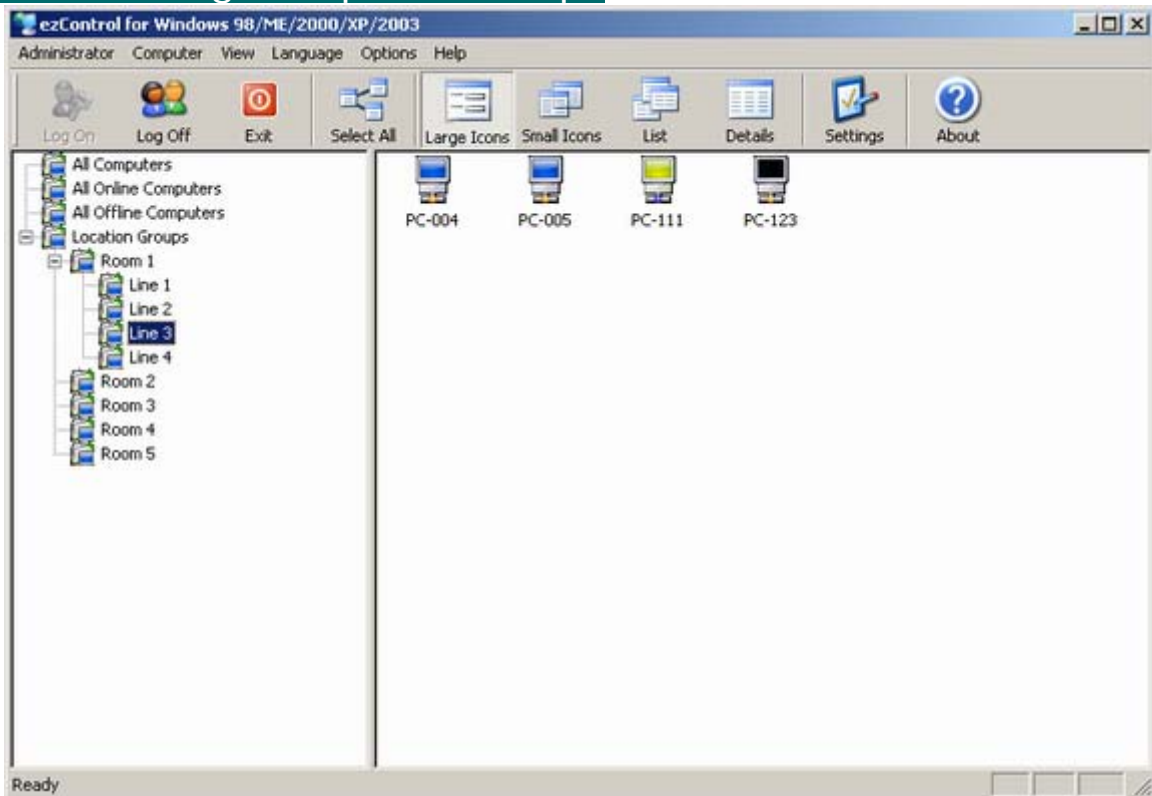 ezControl for Windows 98/ME/2000/XP/2003
Administrator Computer View Language Options Help
Log On Log Off Exit Select All Large Icons Small Icons List Details Settings About
All Computers
All Online Computers
All Offline Computers
Location Groups
Room 1
Line 1
Line 2
Line 3
Line 4
Room 2
Room 3
Room 4
Room 5
PC-004 PC-005 PC-111 PC-123
Ready